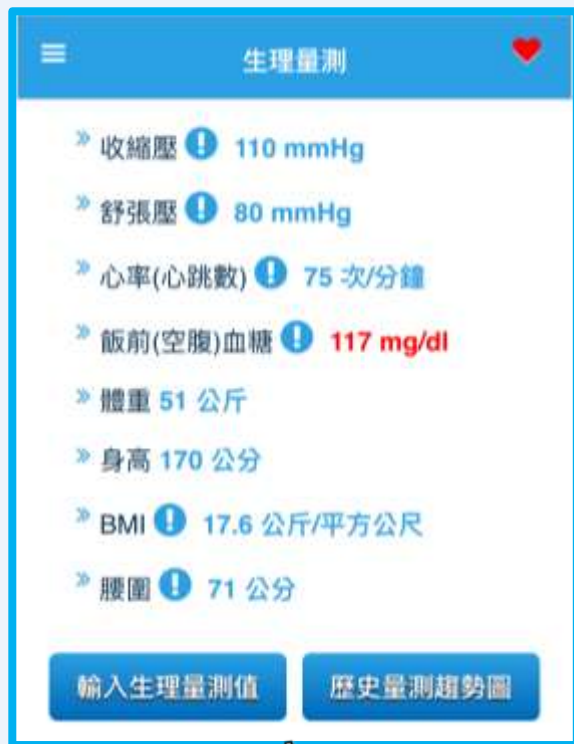 生理量測
收縮壓 110 mmHg
舒張壓 80 mmHg
心率(心跳數) 75 次/分鐘
飯前(空腹)血糖 117 mg/dl
體重 51 公斤
身高 170 公分
BMI 17.6 公斤/平方公尺
腰圍 71 公分
輸入生理量測值 歷史量測趨勢圖